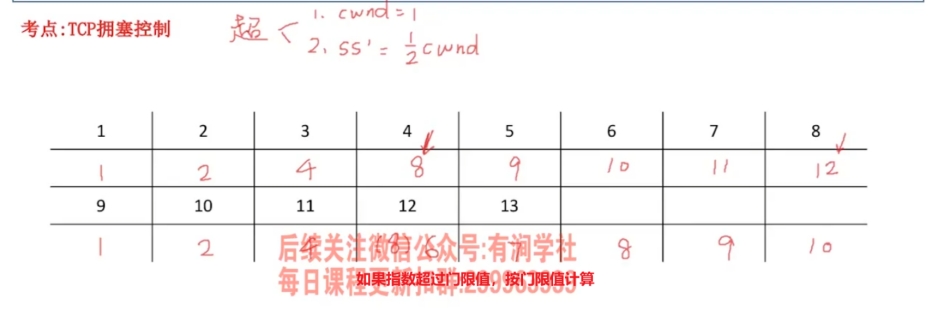 考点:TCP拥塞控制
超 < 1. cwnd=1
2. ss' = 1/2 cwnd
1 2 3 4 5 6 7 8
1 2 4 8 9 10 11 12
9 10 11 12 13
1 2 4 (8) 6 7 8 9 10
后续关注微信公众号:有润学社
每日课程更新扣群:
如果指数超过门限值，按门限值计算